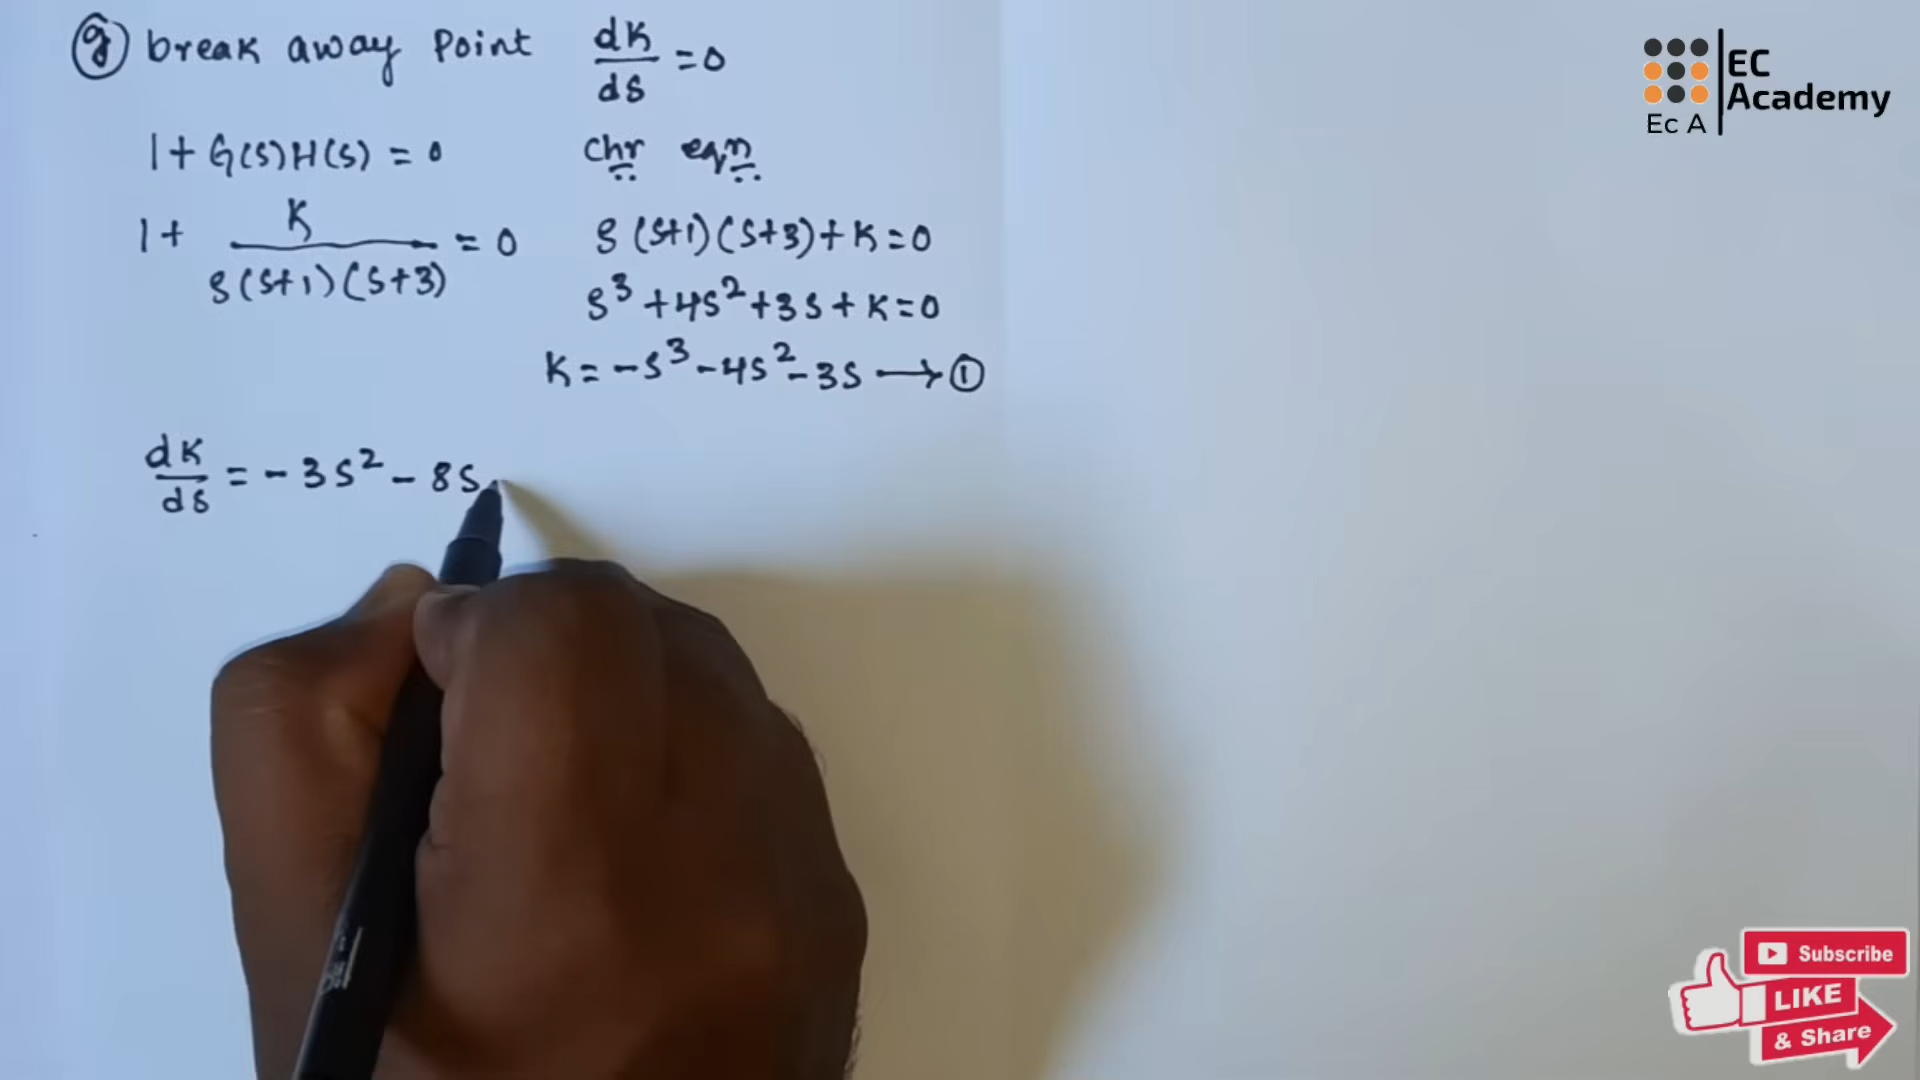 g break away Point dK/ds = 0
1 + G(s)H(s) = 0 chr eqn
1 + K/s(s+1)(s+3) = 0 s(s+1)(s+3) + K = 0
s³ + 4s² + 3s + K = 0
K = -s³ - 4s² - 3s → ①
dK/ds = -3s² - 8s
EC
Academy
Ec A
Subscribe
LIKE
& Share